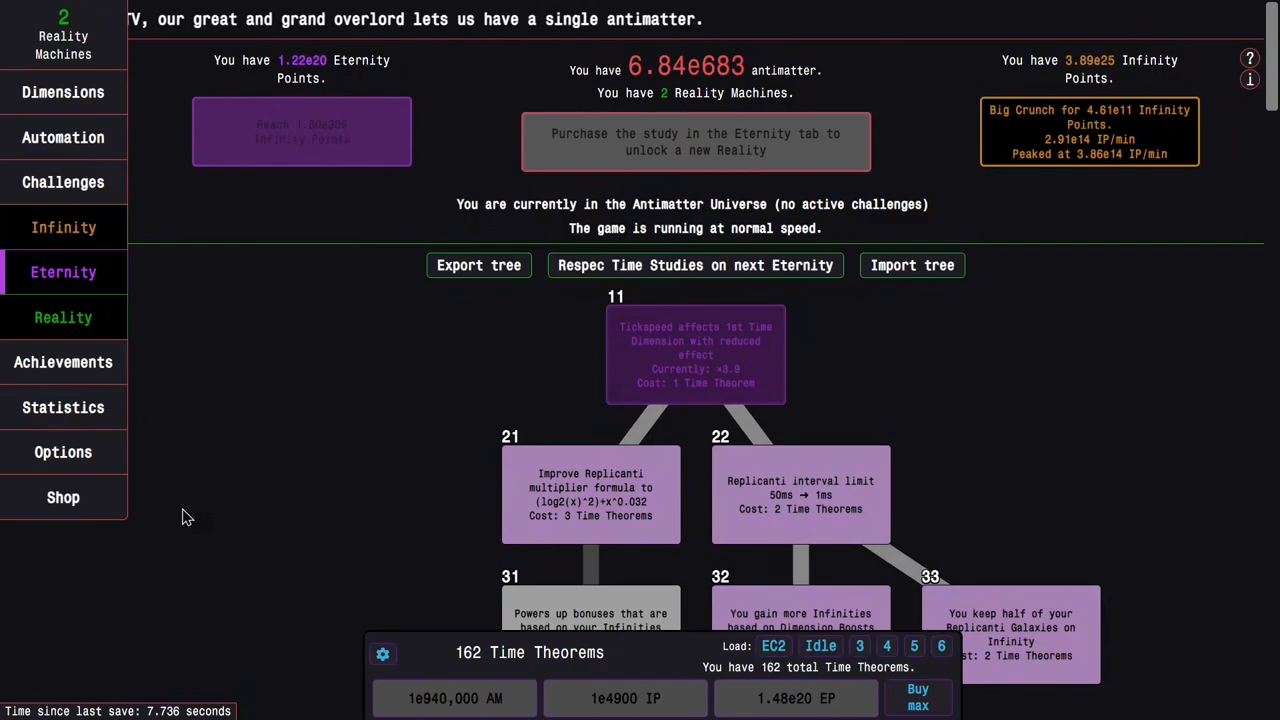 2
Reality
Machines
TV, our great and grand overlord lets us have a single antimatter.
You have 1.22e20 Eternity
Points.
Infinity Points
You have 6.84e683 antimatter.
You have 2 Reality Machines.
Purchase the study in the Eternity tab to
unlock a new Reality
You have 3.89e25 Infinity
Points.
Big Crunch for 4.61e11 Infinity
Points.
2.91e14 IP/min
Peaked at 3.86e14 IP/min
?
i
Dimensions
Automation
Challenges
Infinity
Eternity
Reality
Achievements
Statistics
Options
Shop
You are currently in the Antimatter Universe (no active challenges)
The game is running at normal speed.
Export tree
Respec Time Studies on next Eternity
Import tree
11
Tickspeed affects 1st Time
Dimension with reduced
effect
Currently: ×3.9
Cost: 1 Time Theorem
21
Improve Replicanti
multiplier formula to
(log2(x)^2)+x^0.032
Cost: 3 Time Theorems
22
Replicanti interval limit
50ms → 1ms
Cost: 2 Time Theorems
31
Powers up bonuses that are
based on your Infinities
32
You gain more Infinities
based on Dimension Boosts
33
You keep half of your
Replicanti Galaxies on
Infinity
st: 2 Time Theorems
162 Time Theorems
Load: EC2 Idle 3 4 5 6
You have 162 total Time Theorems.
1e940,000 AM
1e4900 IP
1.48e20 EP
Buy
max
Time since last save: 7.736 seconds